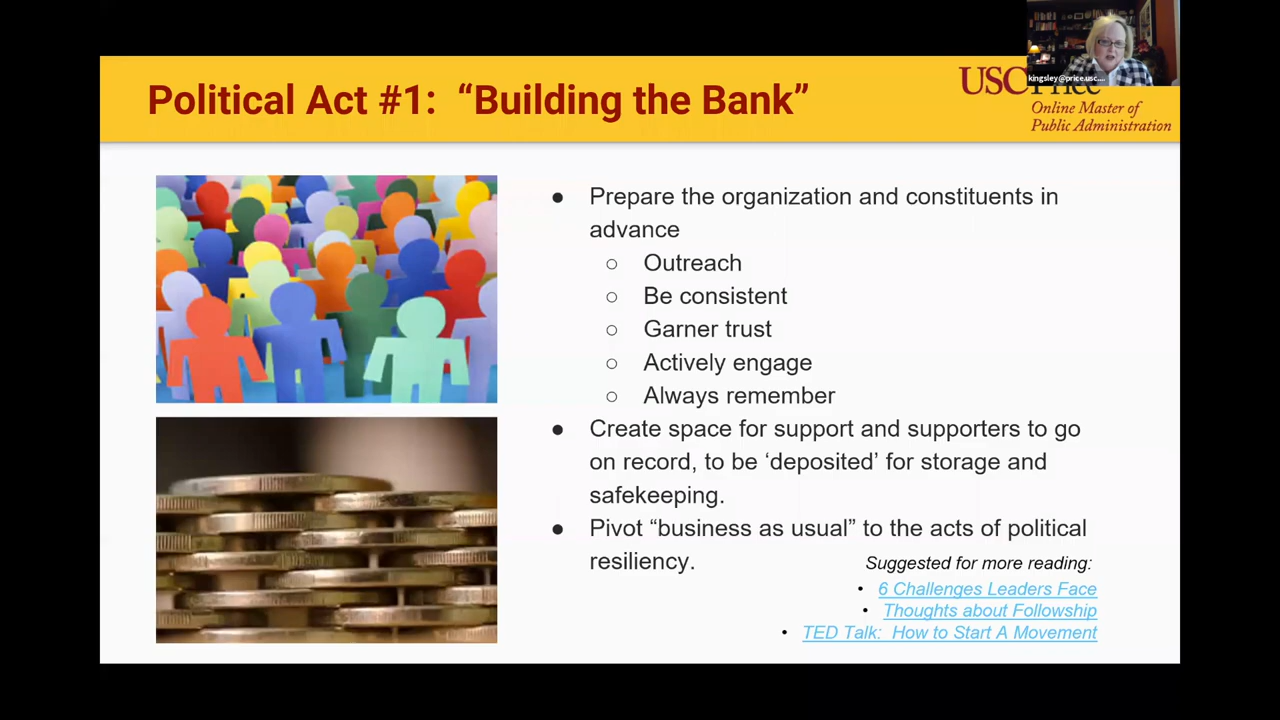 Political Act #1: “Building the Bank”
USC Price
kingsley@price.usc....
Online Master of
Public Administration
● Prepare the organization and constituents in
advance
○ Outreach
○ Be consistent
○ Garner trust
○ Actively engage
○ Always remember
● Create space for support and supporters to go
on record, to be ‘deposited’ for storage and
safekeeping.
● Pivot “business as usual” to the acts of political
resiliency.
Suggested for more reading:
• 6 Challenges Leaders Face
• Thoughts about Followship
• TED Talk: How to Start A Movement